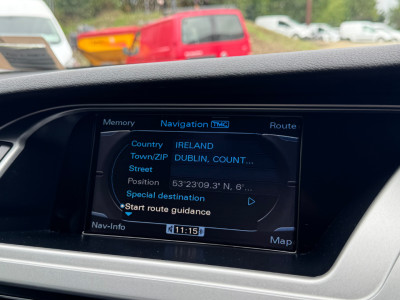 Memory Navigation TMC Route
Country IRELAND
Town/ZIP DUBLIN, COUNT...
Street
Position 53°23'09.3" N, 6°...
Special destination
Start route guidance
Nav-Info 11:15 Map